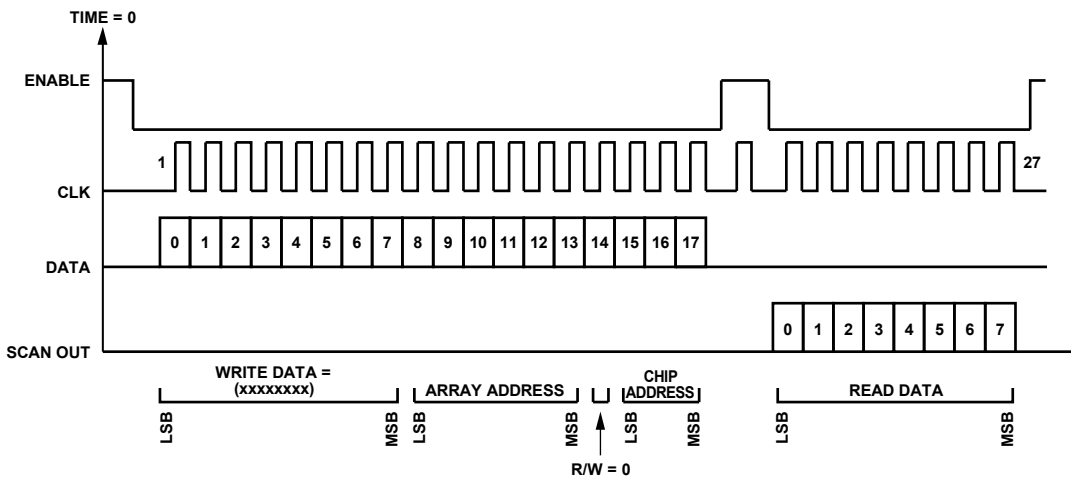 TIME = 0
ENABLE
1
27
CLK
0 1 2 3 4 5 6 7 8 9 10 11 12 13 14 15 16 17
DATA
0 1 2 3 4 5 6 7
SCAN OUT
WRITE DATA =
(xxxxxxxx)
ARRAY ADDRESS
CHIP
ADDRESS
READ DATA
LSB
MSB
LSB
MSB
LSB
MSB
LSB
MSB
R/W = 0